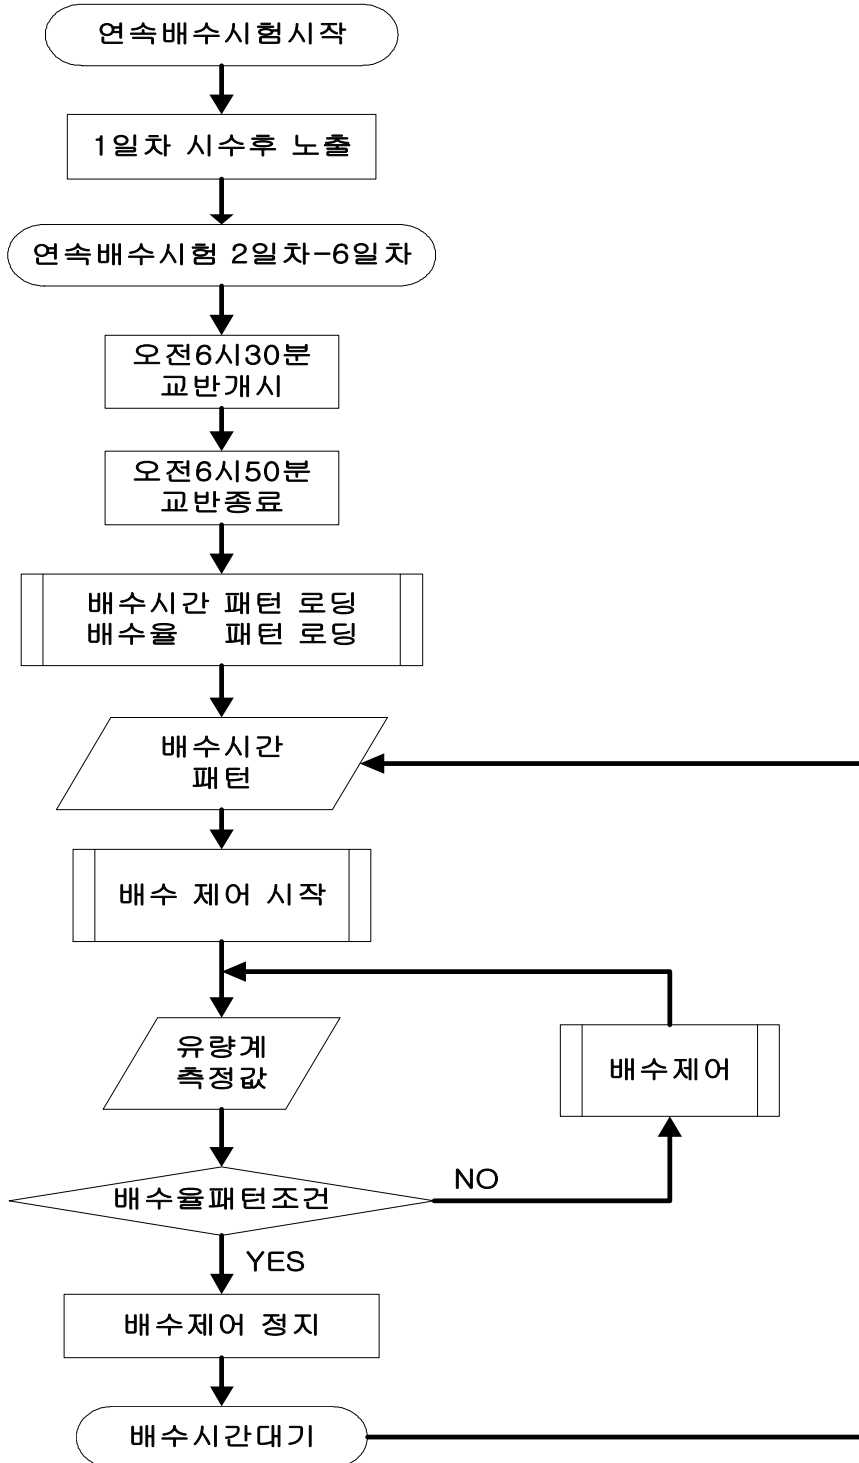 연속배수시험시작
1일차 시수후 노출
연속배수시험 2일차-6일차
오전6시30분
교반개시
오전6시50분
교반종료
배수시간 패턴 로딩
배수율 패턴 로딩
배수시간
패턴
배수 제어 시작
유량계
측정값
배수제어
배수율패턴조건
NO
YES
배수제어 정지
배수시간대기